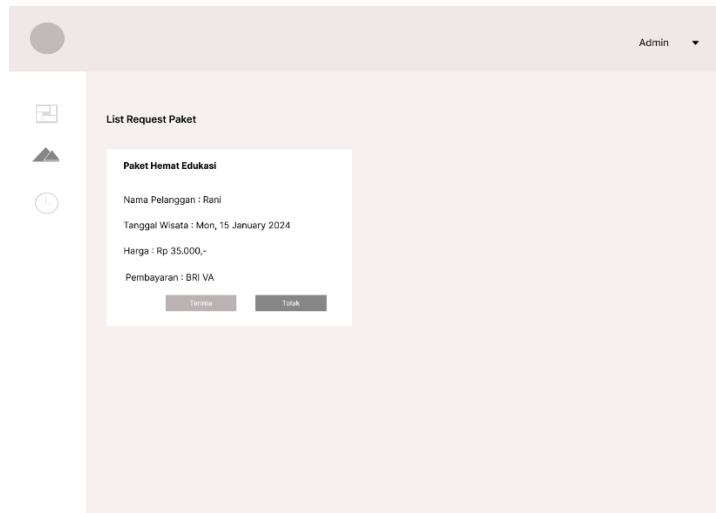 Admin
List Request Paket
Paket Hemat Edukasi
Nama Pelanggan : Rani
Tanggal Wisata : Mon, 15 January 2024
Harga : Rp 35.000,-
Pembayaran : BRI VA
Terima
Tolak